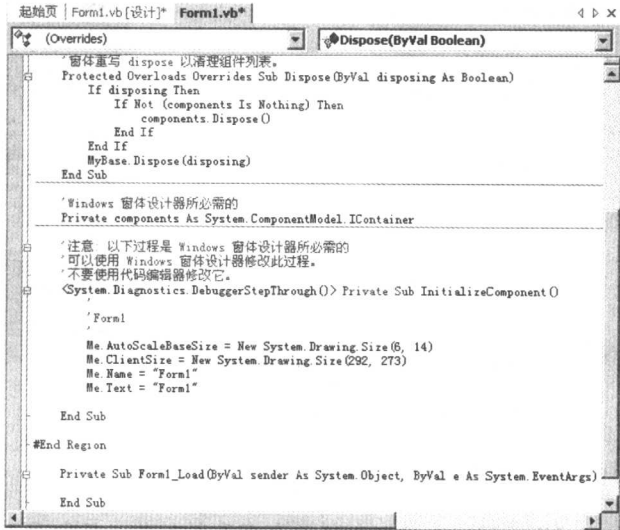 起始页 Form1.vb [设计]* Form1.vb*
(Overrides) Dispose(ByVal Boolean)
'窗体重写 dispose 以清理组件列表。
Protected Overloads Overrides Sub Dispose(ByVal disposing As Boolean)
If disposing Then
If Not (components Is Nothing) Then
components.Dispose()
End If
End If
MyBase.Dispose(disposing)
End Sub
'Windows 窗体设计器所必需的
Private components As System.ComponentModel.IContainer
'注意 以下过程是 Windows 窗体设计器所必需的
'可以使用 Windows 窗体设计器修改此过程。
'不要使用代码编辑器修改它。
<System.Diagnostics.DebuggerStepThrough()> Private Sub InitializeComponent()
'
'Form1
'
Me.AutoScaleBaseSize = New System.Drawing.Size(6, 14)
Me.ClientSize = New System.Drawing.Size(292, 273)
Me.Name = "Form1"
Me.Text = "Form1"
End Sub
#End Region
Private Sub Form1_Load(ByVal sender As System.Object, ByVal e As System.EventArgs)
End Sub